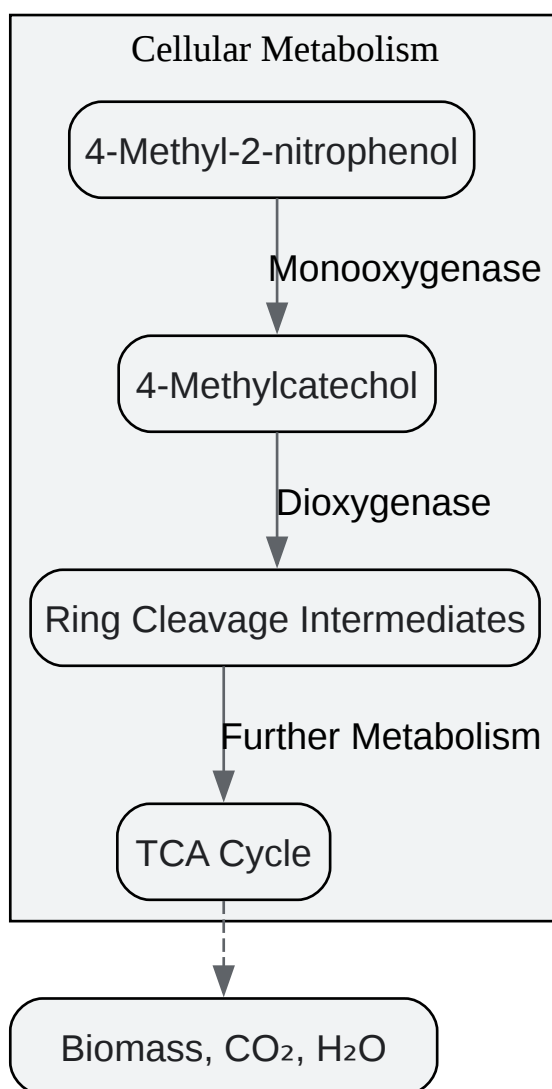 Cellular Metabolism
4-Methyl-2-nitrophenol
Monooxygenase
4-Methylcatechol
Dioxygenase
Ring Cleavage Intermediates
Further Metabolism
TCA Cycle
Biomass, CO₂, H₂O